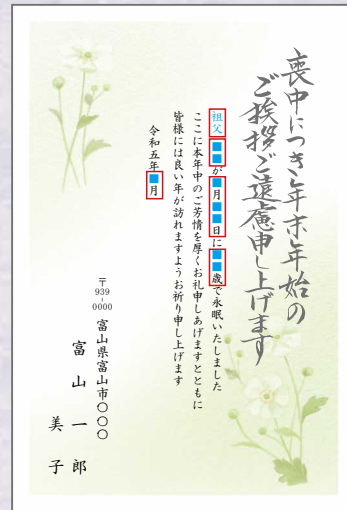 喪中につき年末年始の
ご挨拶ご遠慮申し上げます
祖父■■が■月■■日に■■歳で永眠いたしました
ここに本年中のご芳情を厚くお礼申しあげますとともに
皆様には良い年が訪れますようお祈り申し上げます
令和五年■月
〒939-0000
富山県富山市〇〇〇
富山一郎
美子